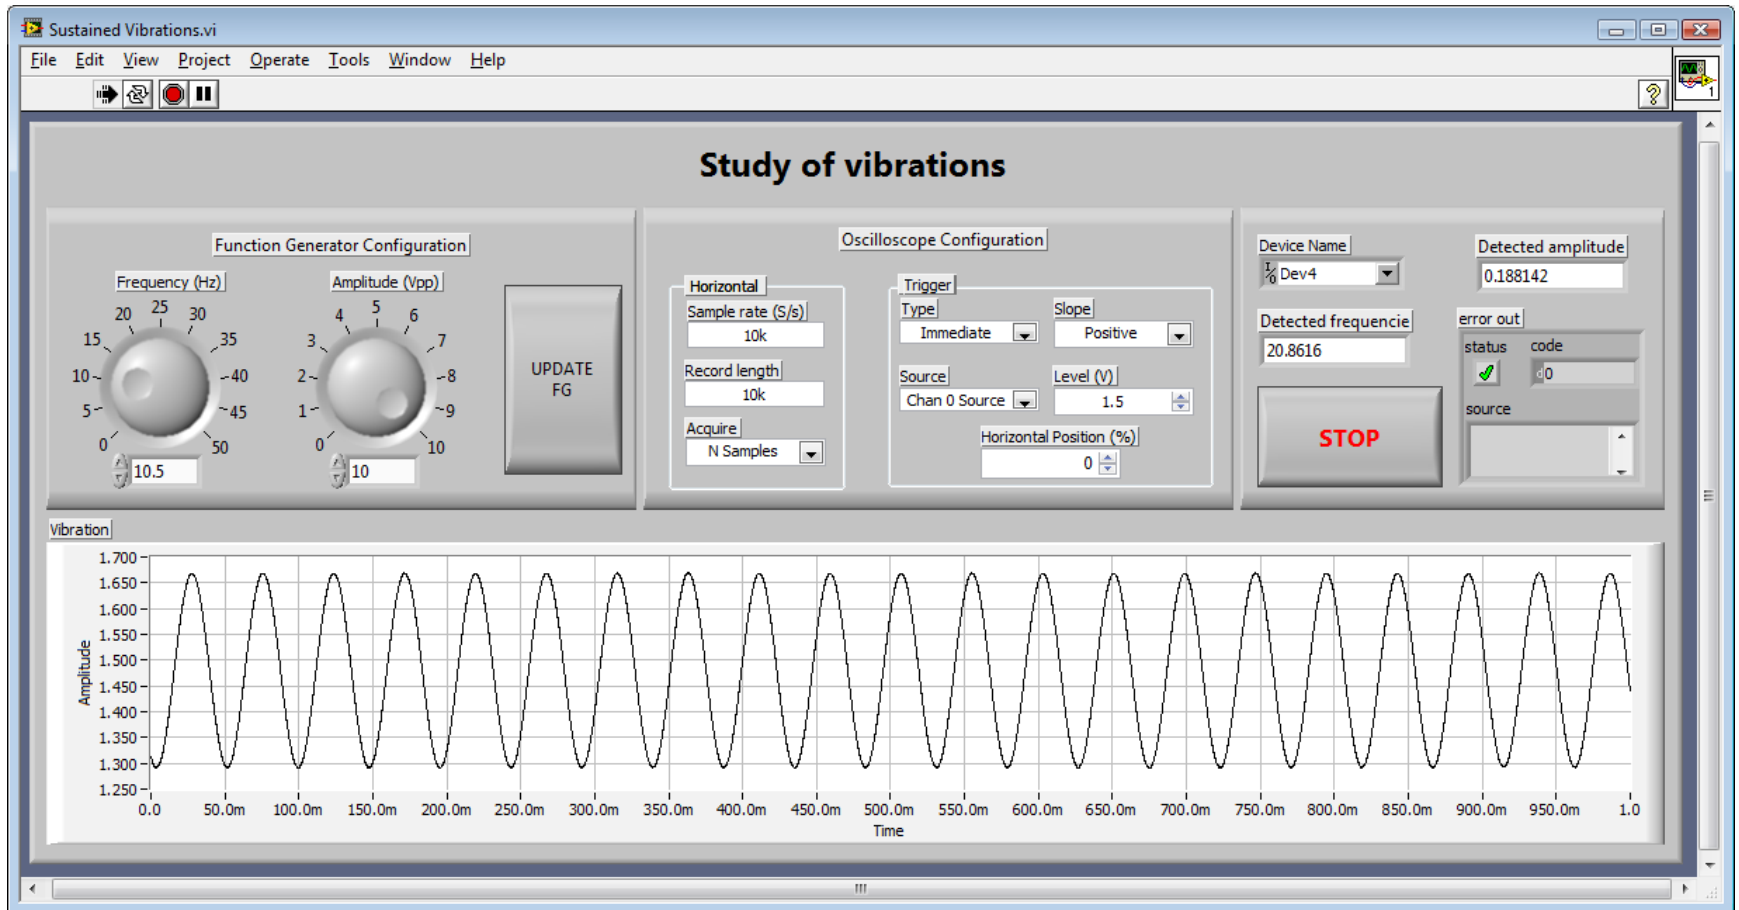 Sustained Vibrations.vi
File Edit View Project Operate Tools Window Help
1
Study of vibrations
Function Generator Configuration
Frequency (Hz)
0 5 10 15 20 25 30 35 40 45 50
10.5
Amplitude (Vpp)
0 1 2 3 4 5 6 7 8 9 10
10
UPDATE
FG
Oscilloscope Configuration
Horizontal
Sample rate (S/s)
10k
Record length
10k
Acquire
N Samples
Trigger
Type
Immediate
Slope
Positive
Source
Chan 0 Source
Level (V)
1.5
Horizontal Position (%)
0
Device Name
I/O Dev4
Detected amplitude
0.188142
Detected frequencie
20.8616
error out
status
code
d0
source
STOP
Vibration
Amplitude
1.700
1.650
1.600
1.550
1.500
1.450
1.400
1.350
1.300
1.250
0.0 50.0m 100.0m 150.0m 200.0m 250.0m 300.0m 350.0m 400.0m 450.0m 500.0m 550.0m 600.0m 650.0m 700.0m 750.0m 800.0m 850.0m 900.0m 950.0m 1.0
Time